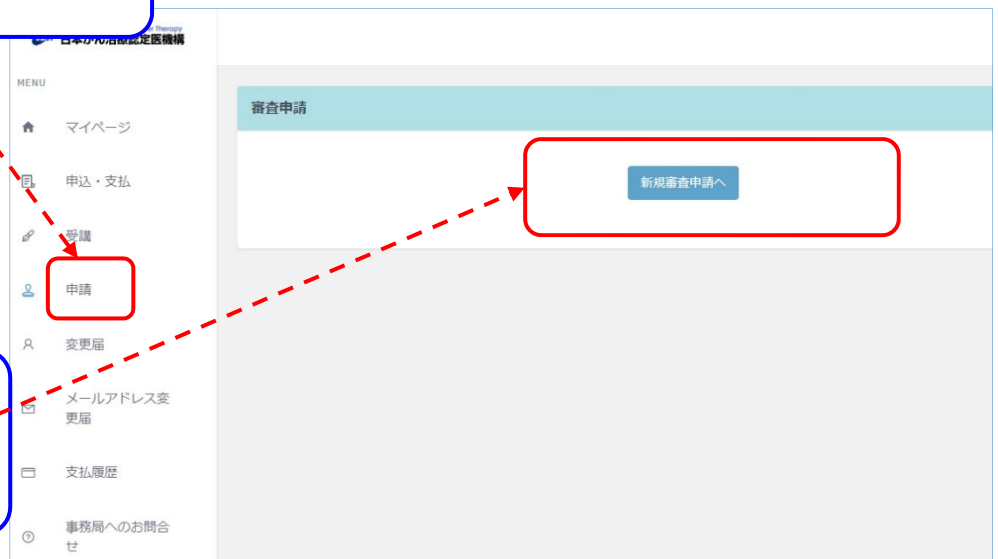 Therapy
日本がん治療認定医機構
MENU
マイページ
申込・支払
受講
申請
変更届
メールアドレス変
更届
支払履歴
事務局へのお問合
せ
審査申請
新規審査申請へ